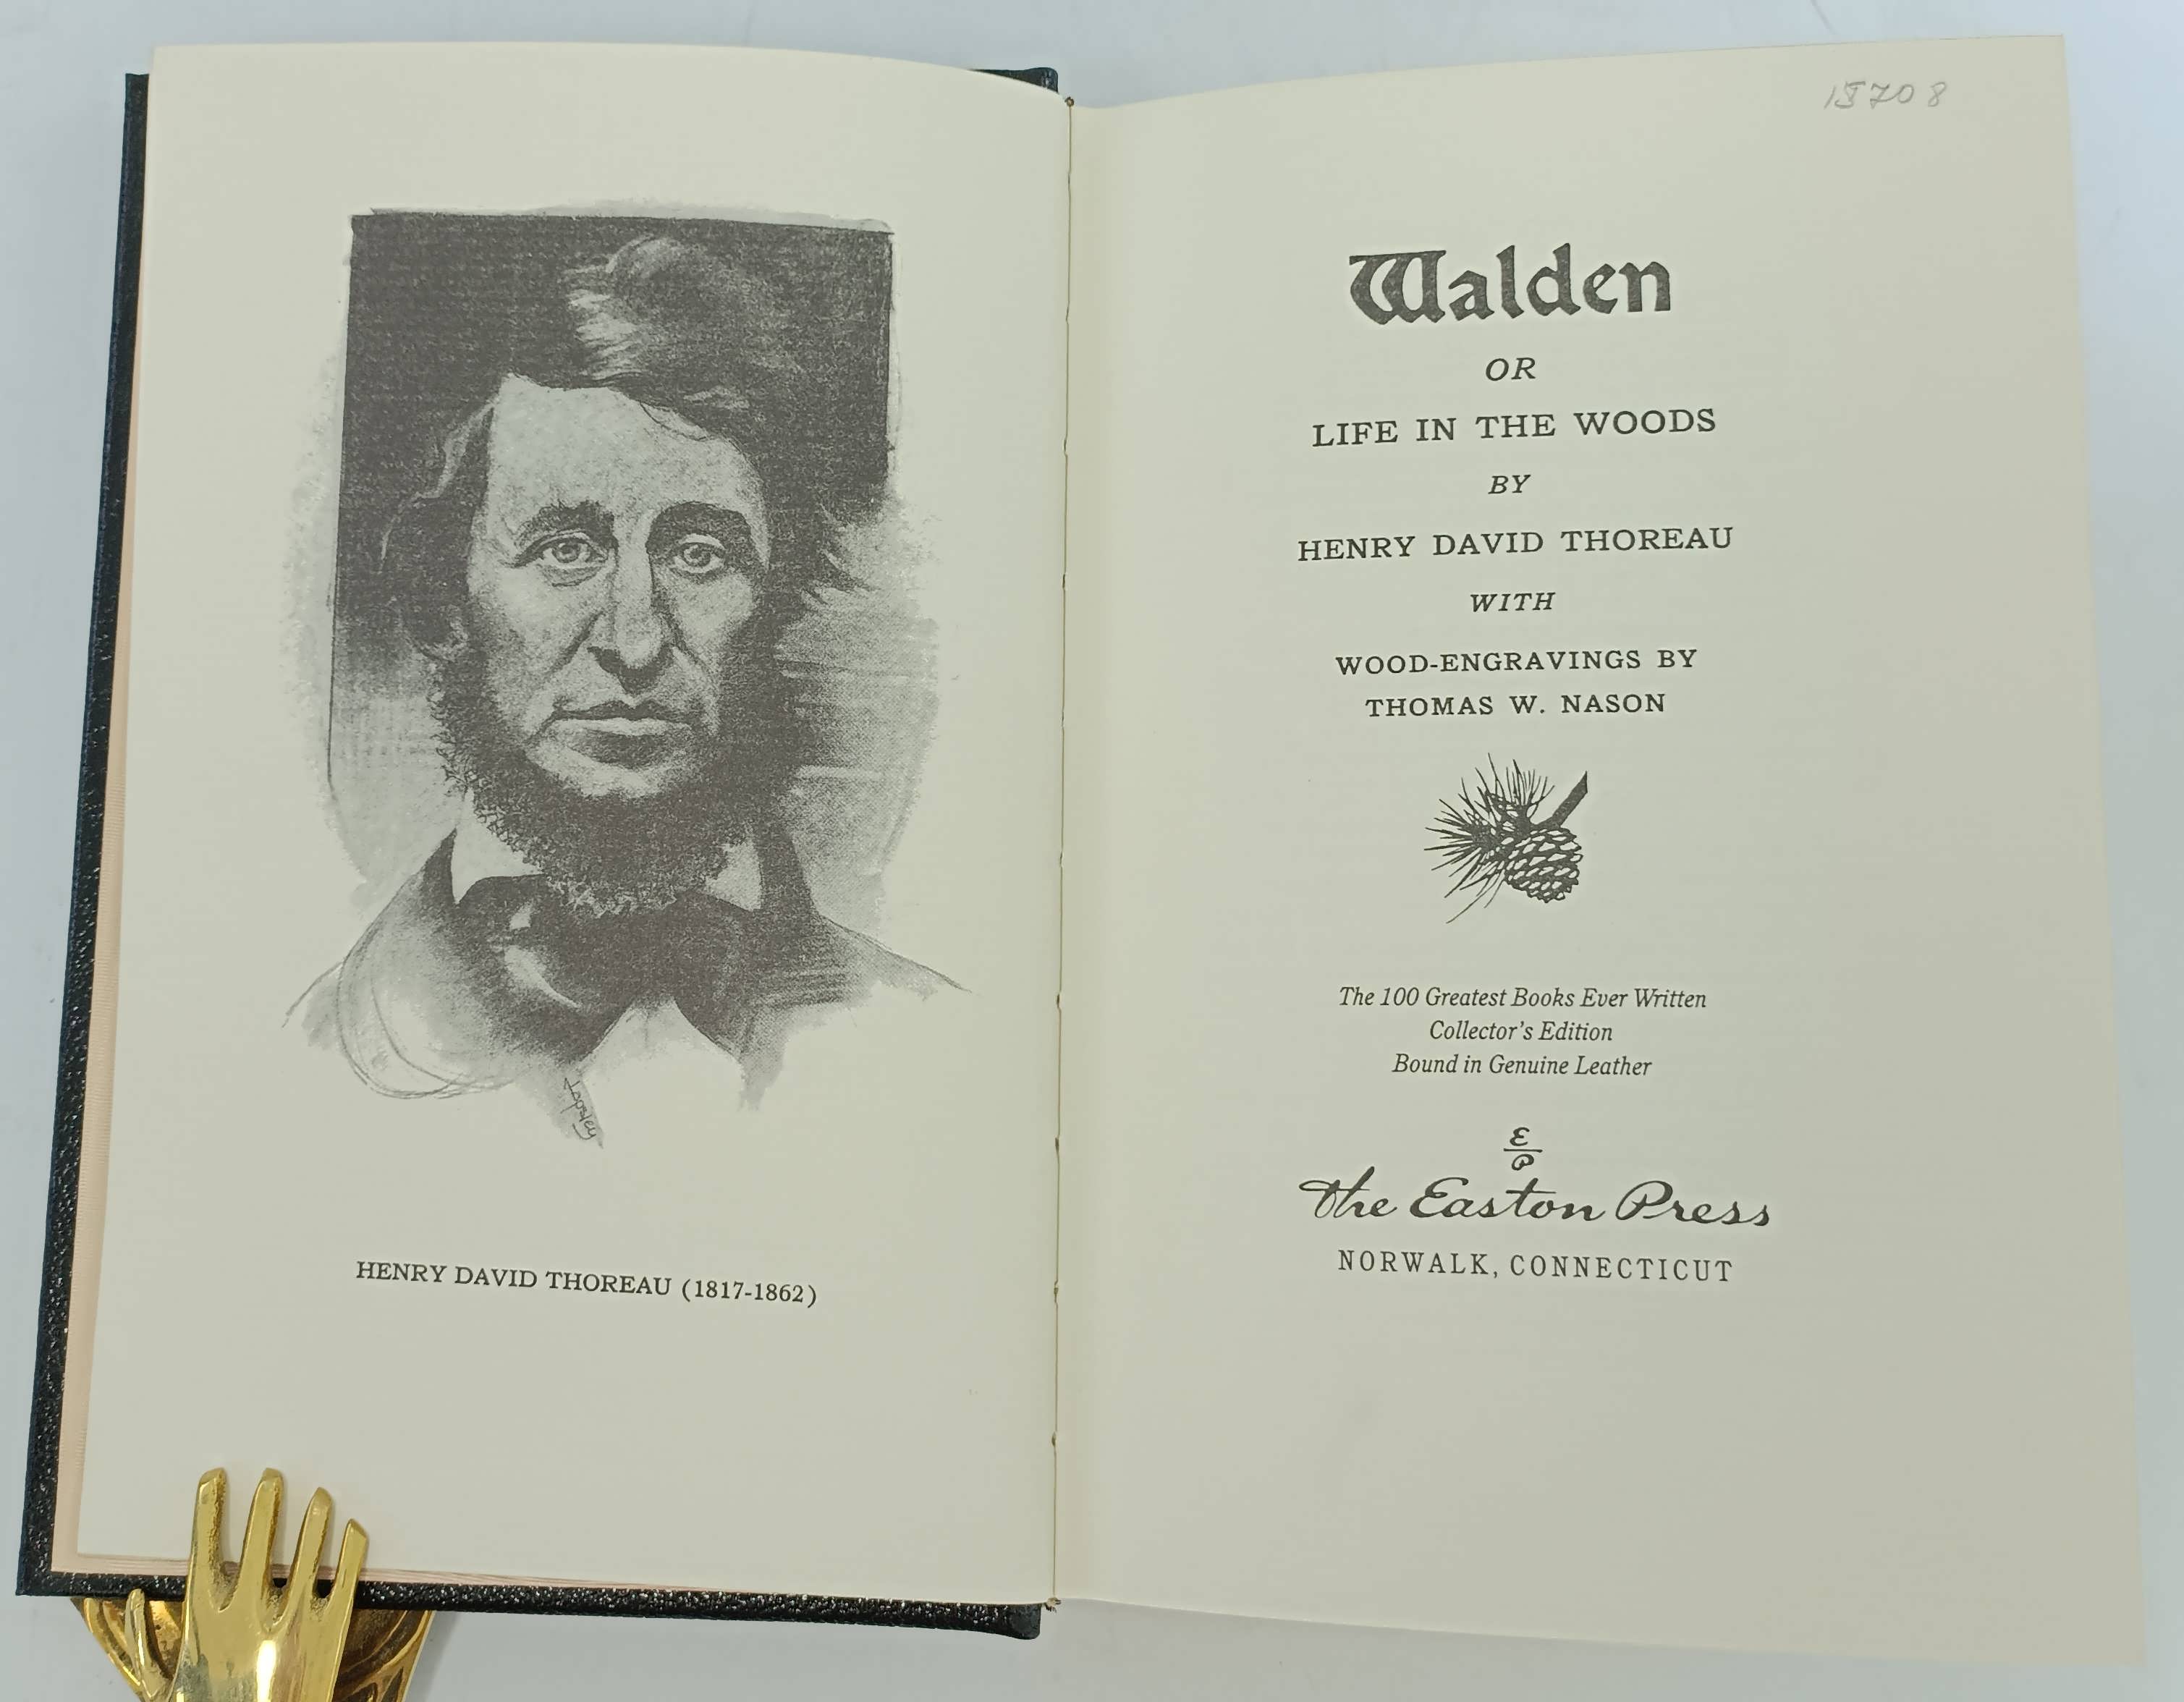 Tapsley
HENRY DAVID THOREAU (1817-1862)
15708
Walden
OR
LIFE IN THE WOODS
BY
HENRY DAVID THOREAU
WITH
WOOD-ENGRAVINGS BY
THOMAS W. NASON
The 100 Greatest Books Ever Written
Collector's Edition
Bound in Genuine Leather
E
P
The Easton Press
NORWALK, CONNECTICUT